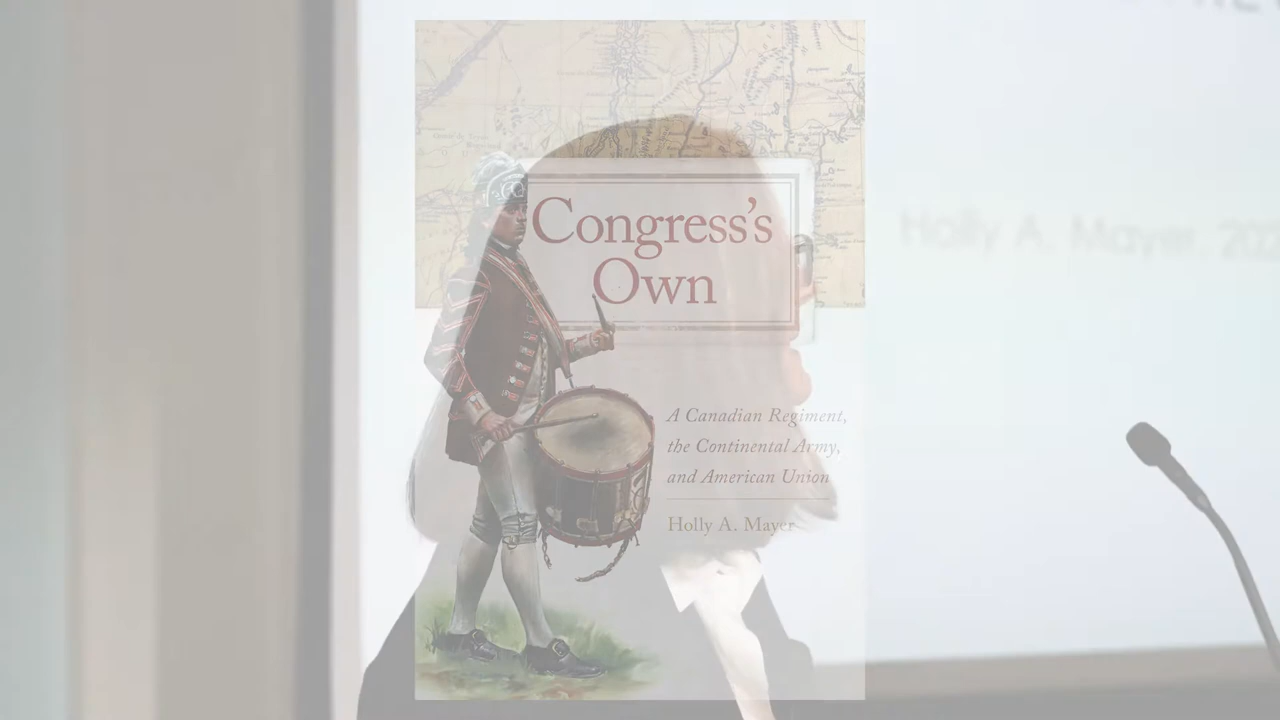 Congress's
Own
A Canadian Regiment,
the Continental Army,
and American Union
Holly A. Mayer
Holly A. Mayer, 202